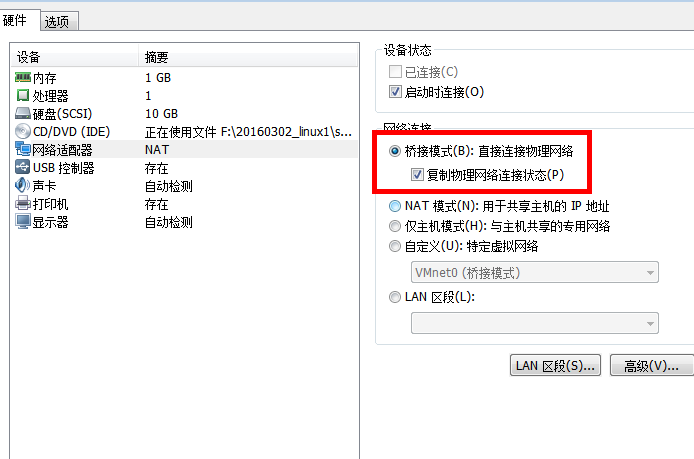 硬件 选项
设备 摘要
内存 1 GB
处理器 1
硬盘(SCSI) 10 GB
CD/DVD (IDE) 正在使用文件 F:\20160302_linux1\s...
网络适配器 NAT
USB 控制器 存在
声卡 自动检测
打印机 存在
显示器 自动检测
设备状态
已连接(C)
启动时连接(O)
网络连接
桥接模式(B): 直接连接物理网络
复制物理网络连接状态(P)
NAT 模式(N): 用于共享主机的 IP 地址
仅主机模式(H): 与主机共享的专用网络
自定义(U): 特定虚拟网络
VMnet0 (桥接模式)
LAN 区段(L):
LAN 区段(S)... 高级(V)...